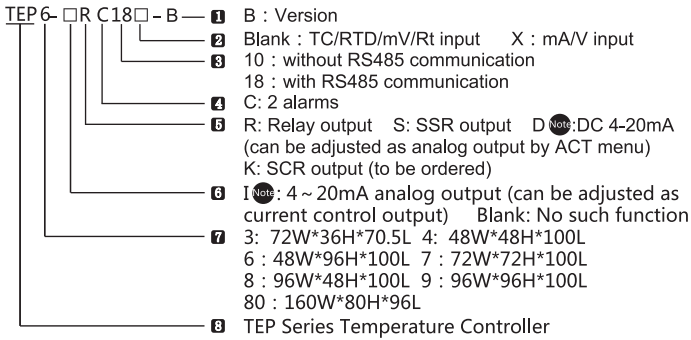 TEP6-□RC18□-B
1 B：Version
2 Blank：TC/RTD/mV/Rt input X：mA/V input
3 10：without RS485 communication
18：with RS485 communication
4 C: 2 alarms
5 R: Relay output S: SSR output D Note:DC 4-20mA
(can be adjusted as analog output by ACT menu)
K: SCR output (to be ordered)
6 I Note: 4～20mA analog output (can be adjusted as
current control output) Blank: No such function
7 3: 72W*36H*70.5L 4: 48W*48H*100L
6：48W*96H*100L 7：72W*72H*100L
8：96W*48H*100L 9：96W*96H*100L
80：160W*80H*96L
8 TEP Series Temperature Controller